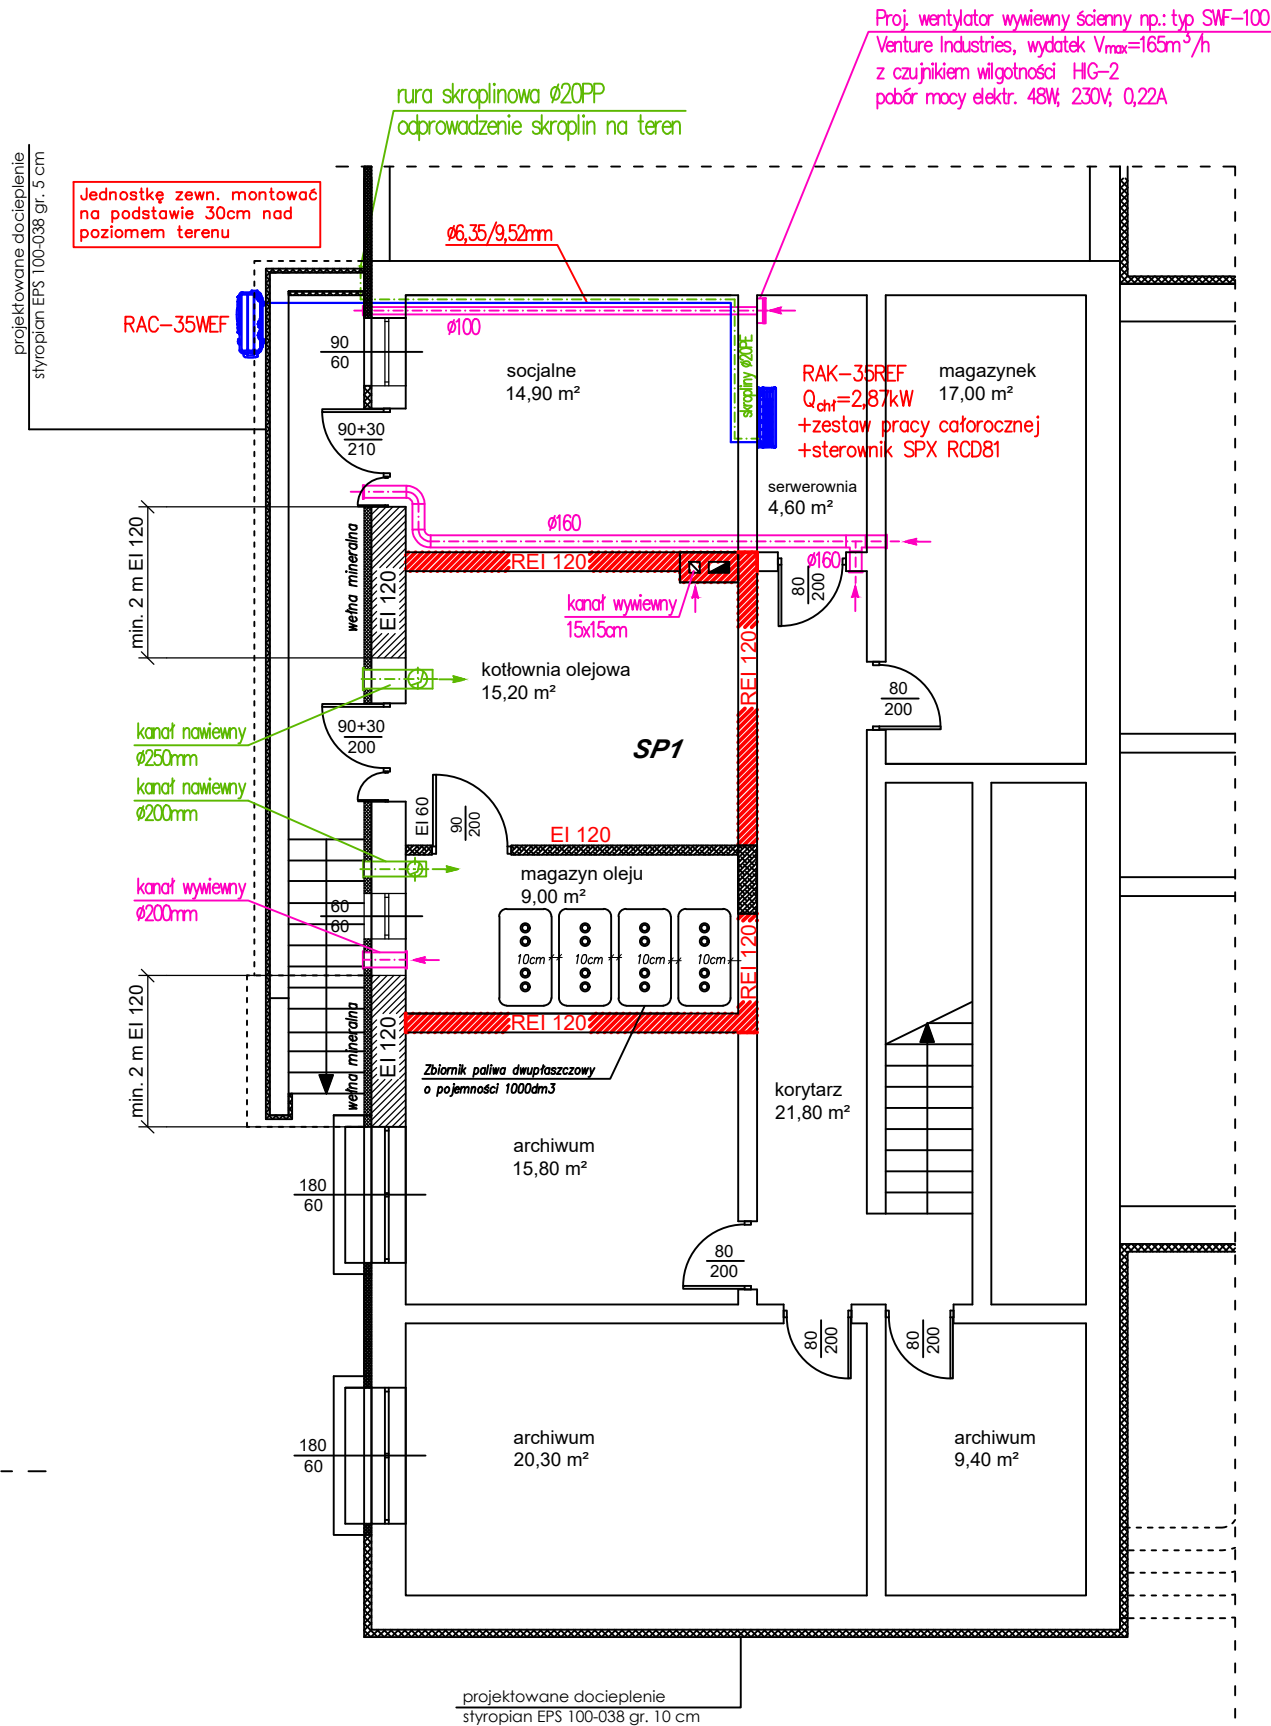 Proj. wentylator wywiewny ścienny np.: typ SWF-100
Venture Industries, wydatek Vmax=165m³/h
z czujnikiem wilgotności HIG-2
pobór mocy elektr. 48W; 230V; 0,22A
rura skroplinowa ø20PP
odprowadzenie skroplin na teren
projektowane docieplenie
styropian EPS 100-038 gr. 5 cm
Jednostkę zewn. montować
na podstawie 30cm nad
poziomem terenu
ø6,35/9,52mm
RAC-35WEF
ø100
90
60
socjalne
14,90 m²
skropliny ø20PE
RAK-35REF
Qchł=2,87kW
+zestaw pracy całorocznej
+sterownik SPX RCD81
magazynek
17,00 m²
90+30
210
serwerownia
4,60 m²
min. 2 m EI 120
wełna mineralna
EI 120
ø160
REI 120
ø160
80
200
kanał wywiewny
15x15cm
REI 120
kotłownia olejowa
15,20 m²
80
200
kanał nawiewny
ø250mm
90+30
200
SP1
kanał nawiewny
ø200mm
EI 60
90
200
EI 120
magazyn oleju
9,00 m²
kanał wywiewny
ø200mm
60
60
10cm
10cm
10cm
10cm
REI 120
min. 2 m EI 120
wełna mineralna
EI 120
REI 120
Zbiornik paliwa dwupłaszczowy
o pojemności 1000dm3
korytarz
21,80 m²
archiwum
15,80 m²
180
60
80
200
80
200
80
200
180
60
archiwum
20,30 m²
archiwum
9,40 m²
projektowane docieplenie
styropian EPS 100-038 gr. 10 cm